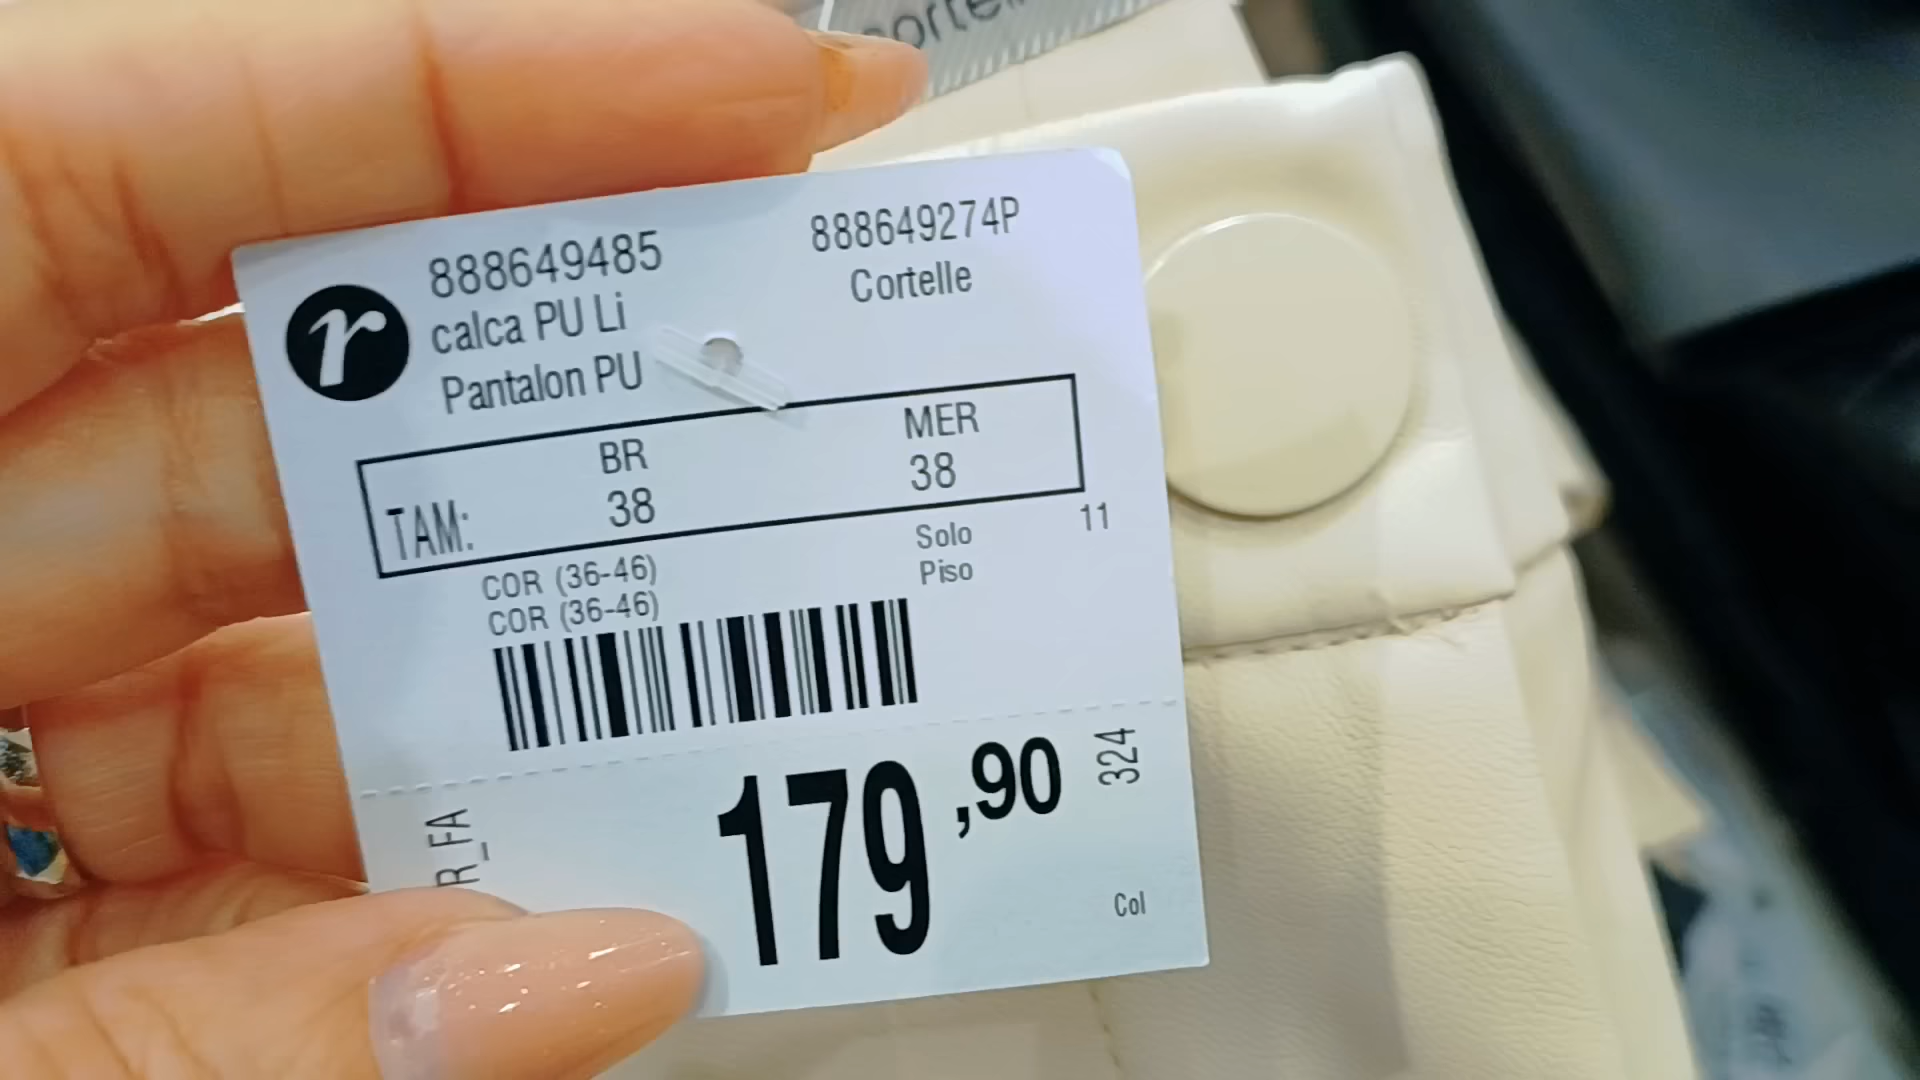 cortel
888649485
888649274P
calca PU Li
Cortelle
Pantalon PU
r
BR
MER
TAM:
38
38
COR (36-46)
Solo
11
COR (36-46)
Piso
179,90
324
R_FA
Col